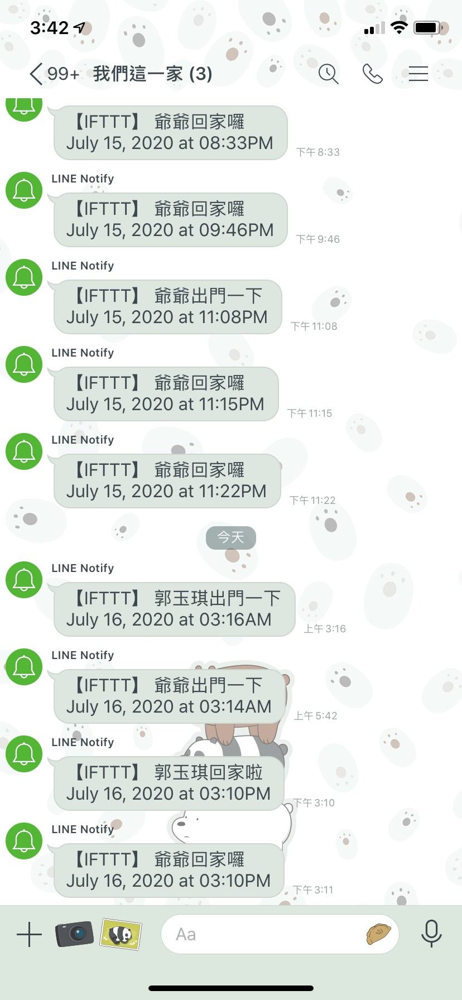 3:42
99+ 我們這一家 (3)
【IFTTT】 爺爺回家囉
July 15, 2020 at 08:33PM
下午 8:33
LINE Notify
【IFTTT】 爺爺回家囉
July 15, 2020 at 09:46PM
下午 9:46
LINE Notify
【IFTTT】 爺爺出門一下
July 15, 2020 at 11:08PM
下午 11:08
LINE Notify
【IFTTT】 爺爺回家囉
July 15, 2020 at 11:15PM
下午 11:15
LINE Notify
【IFTTT】 爺爺回家囉
July 15, 2020 at 11:22PM
下午 11:22
今天
LINE Notify
【IFTTT】 郭玉琪出門一下
July 16, 2020 at 03:16AM
上午 3:16
LINE Notify
【IFTTT】 爺爺出門一下
July 16, 2020 at 03:14AM
上午 5:42
LINE Notify
【IFTTT】 郭玉琪回家啦
July 16, 2020 at 03:10PM
下午 3:10
LINE Notify
【IFTTT】 爺爺回家囉
July 16, 2020 at 03:10PM
下午 3:11
Aa